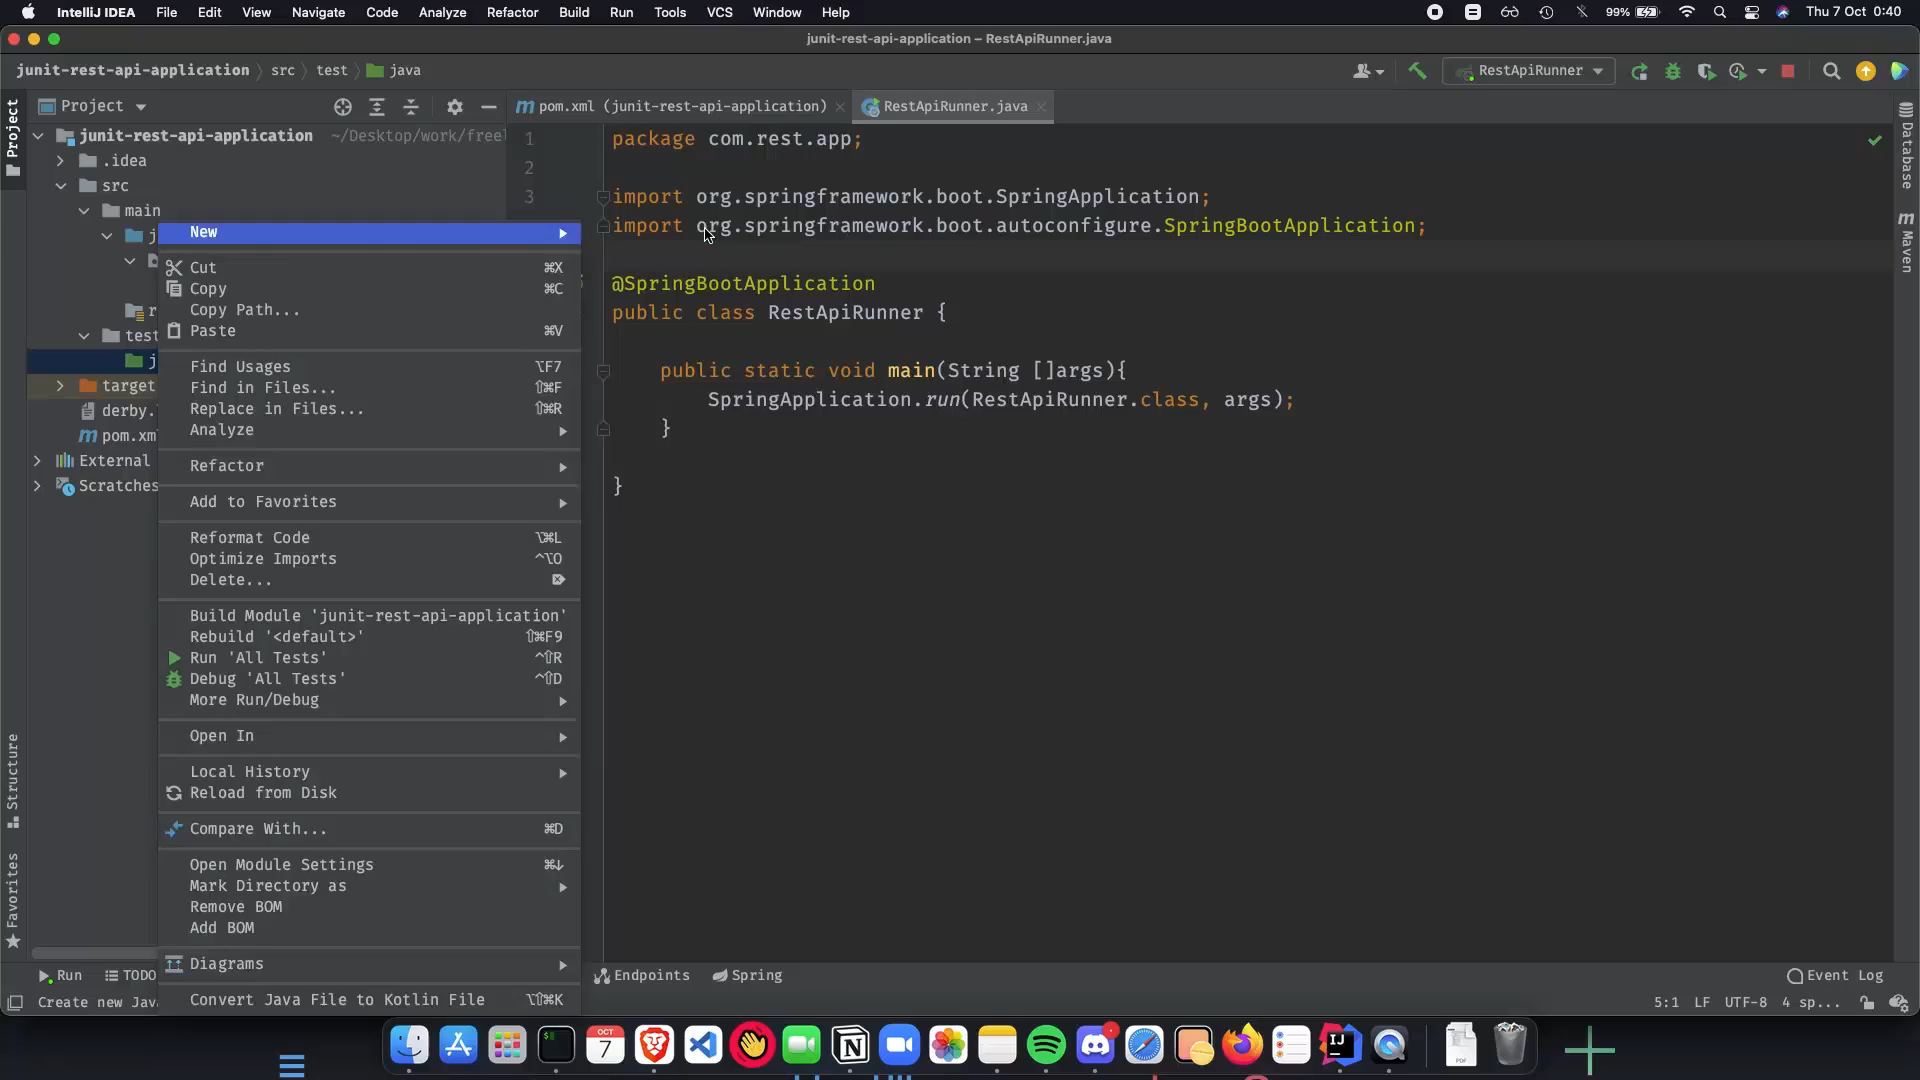 IntelliJ IDEA File Edit View Navigate Code Analyze Refactor Build Run Tools VCS Window Help 99% Thu 7 Oct 0:40
junit-rest-api-application – RestApiRunner.java
junit-rest-api-application src test java RestApiRunner
Project
Project
pom.xml (junit-rest-api-application)
RestApiRunner.java
Database
Maven
Structure
Favorites
junit-rest-api-application ~/Desktop/work/free
.idea
src
main
test
target
derby.
pom.xm
External
Scratches
New
Cut ⌘X
Copy ⌘C
Copy Path...
Paste ⌘V
Find Usages ⌥F7
Find in Files... ⇧⌘F
Replace in Files... ⇧⌘R
Analyze
Refactor
Add to Favorites
Reformat Code ⌥⌘L
Optimize Imports ^⌥O
Delete... ⌦
Build Module 'junit-rest-api-application'
Rebuild '<default>' ⇧⌘F9
Run 'All Tests' ^⇧R
Debug 'All Tests' ^⇧D
More Run/Debug
Open In
Local History
Reload from Disk
Compare With... ⌘D
Open Module Settings ⌘↓
Mark Directory as
Remove BOM
Add BOM
Diagrams
Convert Java File to Kotlin File ⌥⇧⌘K
1 package com.rest.app;
2
3 import org.springframework.boot.SpringApplication;
import org.springframework.boot.autoconfigure.SpringBootApplication;
@SpringBootApplication
public class RestApiRunner {
public static void main(String []args){
SpringApplication.run(RestApiRunner.class, args);
}
}
Run TODO Endpoints Spring Event Log
Create new Jav 5:1 LF UTF-8 4 sp...
OCT
7
IJ
PDF